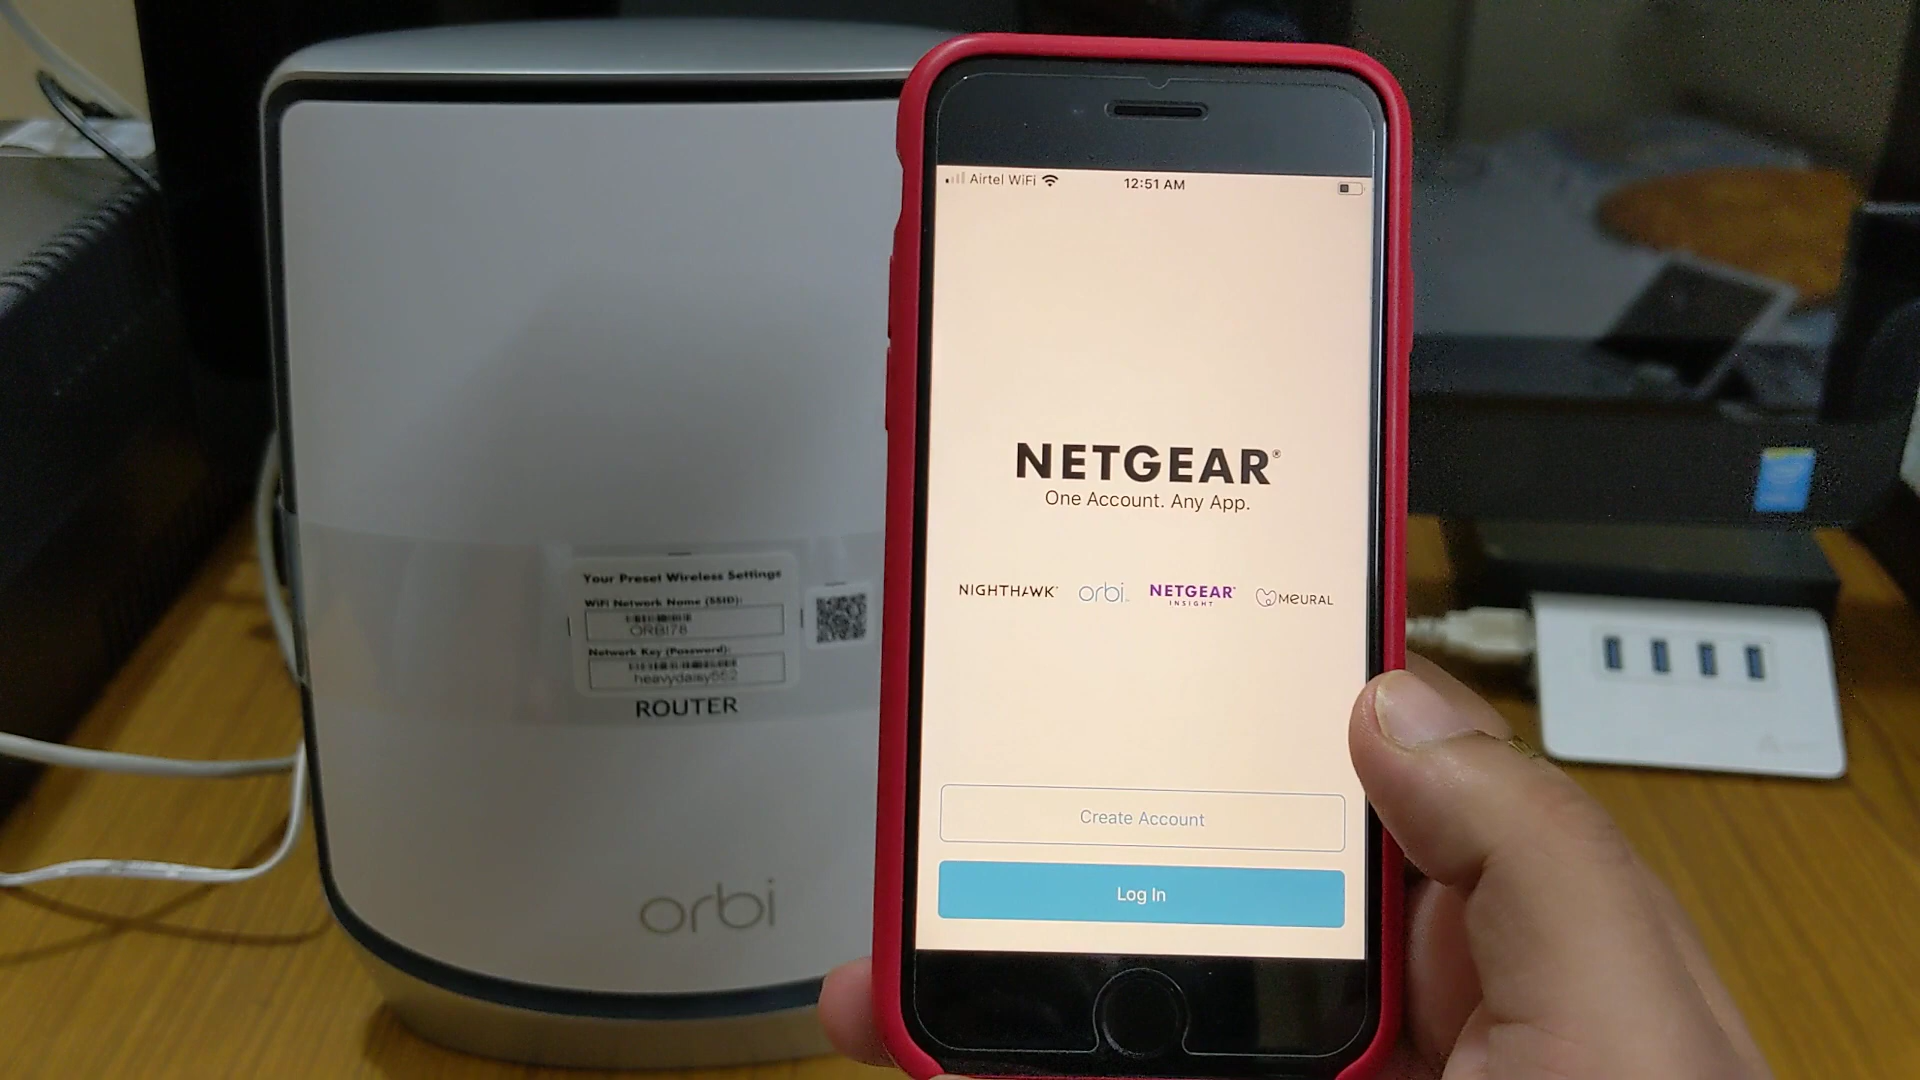 Your Preset Wireless Settings
WiFi Network Name (SSID):
ORBI78
Network Key (Password):
heavydaisy552
ROUTER
orbi
Airtel WiFi
12:51 AM
NETGEAR®
One Account. Any App.
NIGHTHAWK
orbi
NETGEAR®
INSIGHT
MEURAL
Create Account
Log In